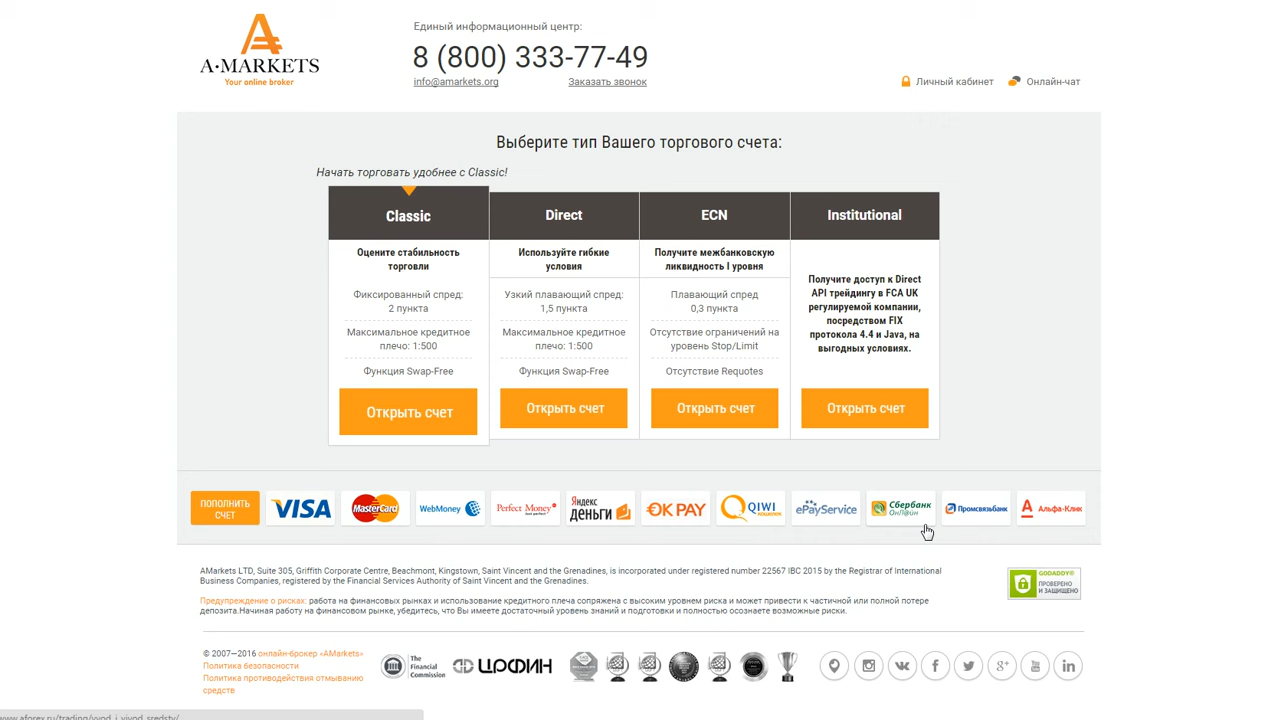 A·MARKETS
Your online broker
Единый информационный центр:
8 (800) 333-77-49
info@amarkets.org
Заказать звонок
Личный кабинет
Онлайн-чат
Выберите тип Вашего торгового счета:
Начать торговать удобнее с Classic!
Classic
Оцените стабильность
торговли
Фиксированный спред:
2 пункта
Максимальное кредитное
плечо: 1:500
Функция Swap-Free
Открыть счет
Direct
Используйте гибкие
условия
Узкий плавающий спред:
1,5 пункта
Максимальное кредитное
плечо: 1:500
Функция Swap-Free
Открыть счет
ECN
Получите межбанковскую
ликвидность I уровня
Плавающий спред
0,3 пункта
Отсутствие ограничений на
уровень Stop/Limit
Отсутствие Requotes
Открыть счет
Institutional
Получите доступ к Direct
API трейдингу в FCA UK
регулируемой компании,
посредством FIX
протокола 4.4 и Java, на
выгодных условиях.
Открыть счет
ПОПОЛНИТЬ
СЧЕТ
VISA
MasterCard
WebMoney
Perfect Money
Яндекс
деньги
OKPAY
QIWI
КОШЕЛЕК
ePayService
Сбербанк
ОнЛ@йн
Промсвязьбанк
Альфа-Клик
AMarkets LTD, Suite 305, Griffith Corporate Centre, Beachmont, Kingstown, Saint Vincent and the Grenadines, is incorporated under registered number 22567 IBC 2015 by the Registrar of International
Business Companies, registered by the Financial Services Authority of Saint Vincent and the Grenadines.
Предупреждение о рисках: работа на финансовых рынках и использование кредитного плеча сопряжена с высоким уровнем риска и может привести к частичной или полной потере
депозита.Начиная работу на финансовом рынке, убедитесь, что Вы имеете достаточный уровень знаний и подготовки и полностью осознаете возможные риски.
GODADDY®
ПРОВЕРЕНО
И ЗАЩИЩЕНО
© 2007—2016 онлайн-брокер «AMarkets»
Политика безопасности
Политика противодействия отмыванию
средств
The
Financial
Commission
ЦРФИН
www.aforex.ru/trading/vvod_i_vivod_sredstv/